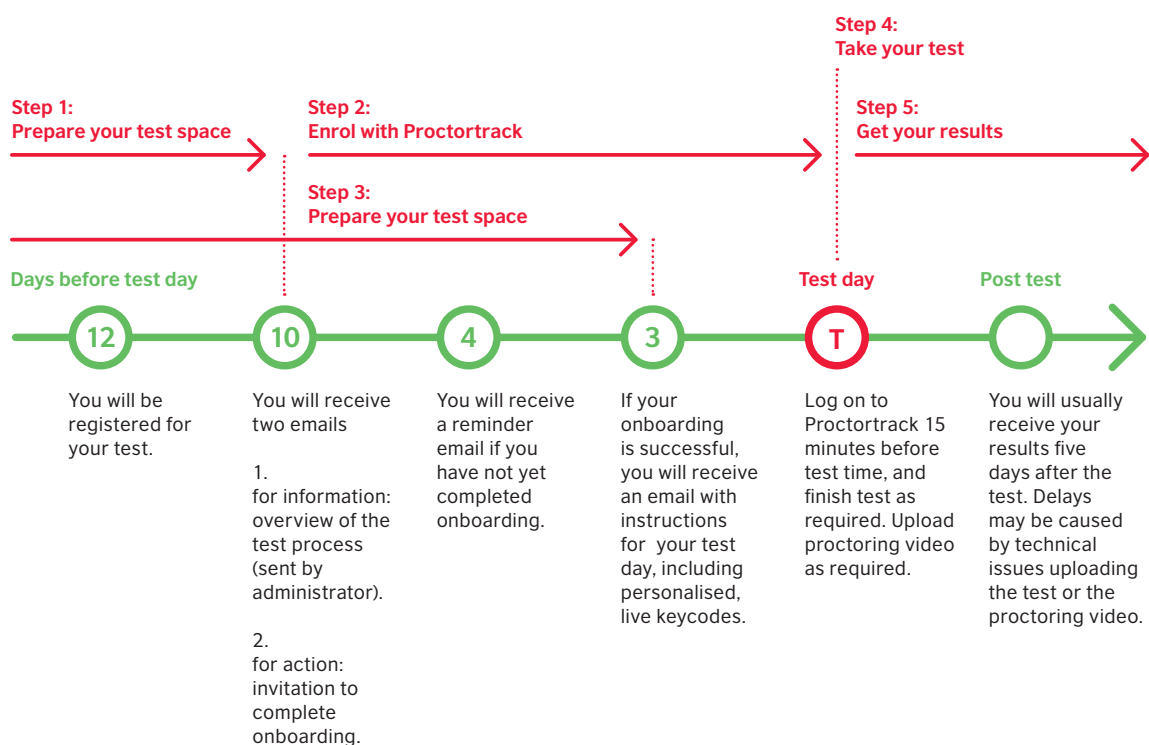 Step 4:
Take your test
Step 1:
Prepare your test space
Step 2:
Enrol with Proctortrack
Step 5:
Get your results
Step 3:
Prepare your test space
Days before test day
Test day
Post test
12
10
4
3
T
You will be
registered for
your test.
You will receive
two emails
1.
for information:
overview of the
test process
(sent by
administrator).
2.
for action:
invitation to
complete
onboarding.
You will receive
a reminder
email if you
have not yet
completed
onboarding.
If your
onboarding
is successful,
you will receive
an email with
instructions
for  your test
day, including
personalised,
live keycodes.
Log on to
Proctortrack 15
minutes before
test time, and
finish test as
required. Upload
proctoring video
as required.
You will usually
receive your
results five
days after the
test. Delays
may be caused
by technical
issues uploading
the test or the
proctoring video.